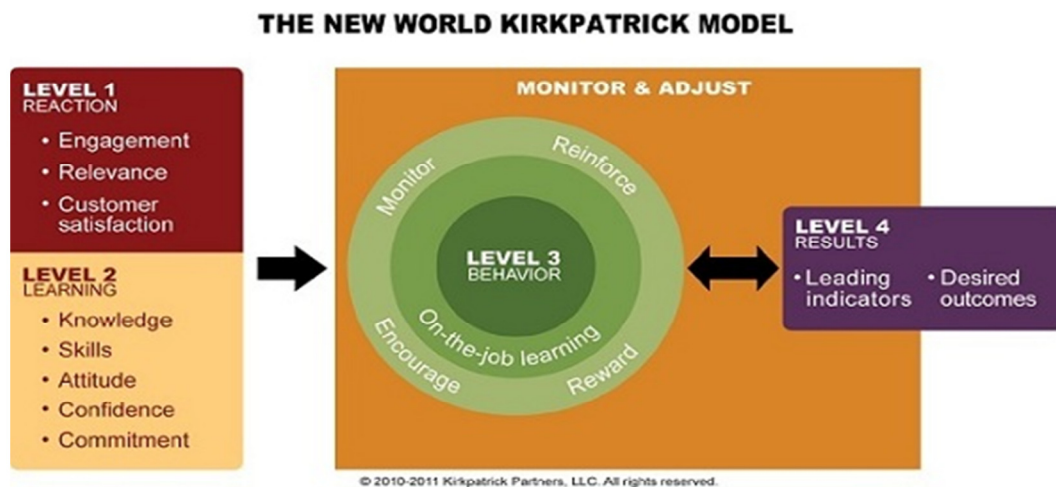 THE NEW WORLD KIRKPATRICK MODEL
LEVEL 1
REACTION
• Engagement
• Relevance
• Customer
satisfaction
LEVEL 2
LEARNING
• Knowledge
• Skills
• Attitude
• Confidence
• Commitment
MONITOR & ADJUST
Monitor
Reinforce
LEVEL 3
BEHAVIOR
On-the-job learning
Encourage
Reward
LEVEL 4
RESULTS
• Leading
indicators
• Desired
outcomes
© 2010-2011 Kirkpatrick Partners, LLC. All rights reserved.